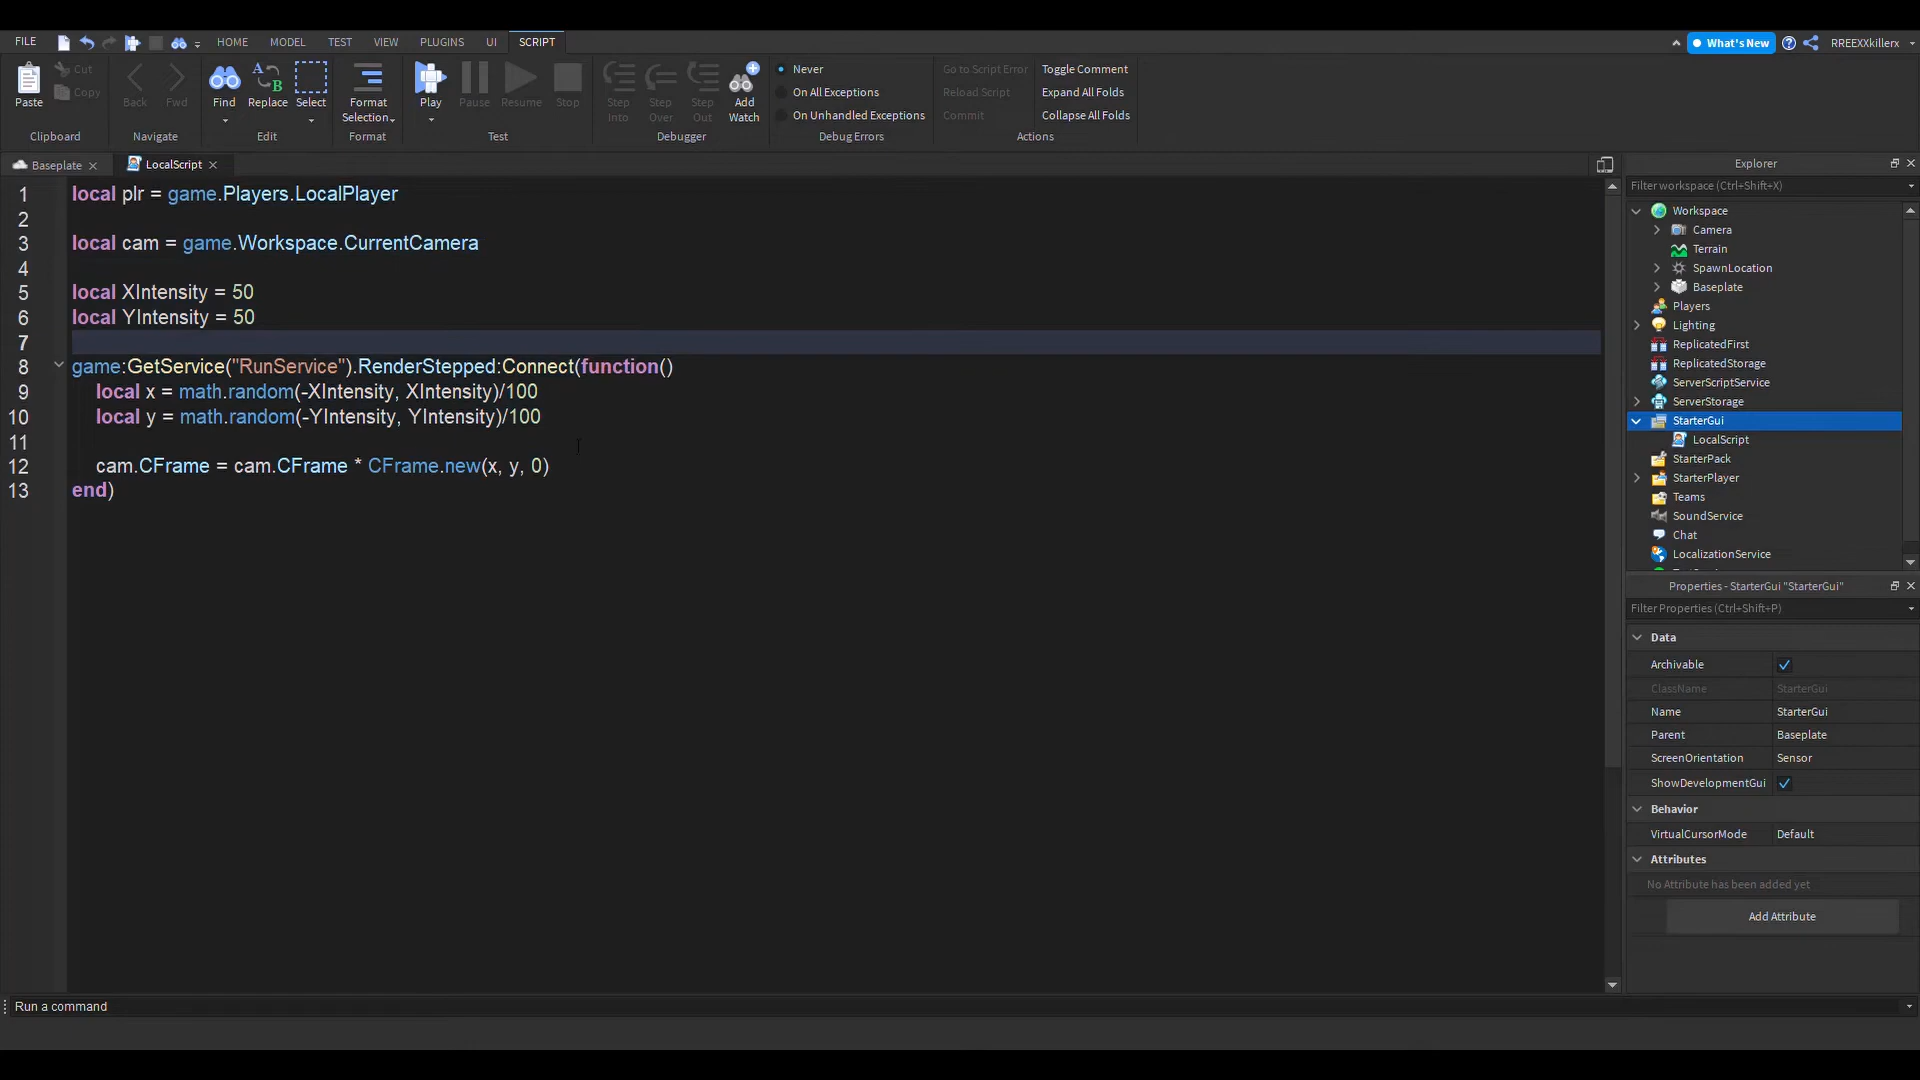 FILE HOME MODEL TEST VIEW PLUGINS UI SCRIPT What's New RREEXXkillerx
Paste Cut Copy Back Fwd Find Replace Select Format Selection Play Pause Resume Stop Step Into Step Over Step Out Add Watch
Never
On All Exceptions
On Unhandled Exceptions
Go to Script Error
Reload Script
Commit
Toggle Comment
Expand All Folds
Collapse All Folds
Clipboard Navigate Edit Format Test Debugger Debug Errors Actions
Baseplate LocalScript
1 local plr = game.Players.LocalPlayer
2
3 local cam = game.Workspace.CurrentCamera
4
5 local XIntensity = 50
6 local YIntensity = 50
7
8 game:GetService("RunService").RenderStepped:Connect(function()
9 local x = math.random(-XIntensity, XIntensity)/100
10 local y = math.random(-YIntensity, YIntensity)/100
11
12 cam.CFrame = cam.CFrame * CFrame.new(x, y, 0)
13 end)
Explorer
Filter workspace (Ctrl+Shift+X)
Workspace
Camera
Terrain
SpawnLocation
Baseplate
Players
Lighting
ReplicatedFirst
ReplicatedStorage
ServerScriptService
ServerStorage
StarterGui
LocalScript
StarterPack
StarterPlayer
Teams
SoundService
Chat
LocalizationService
Properties - StarterGui "StarterGui"
Filter Properties (Ctrl+Shift+P)
Data
Archivable
ClassName StarterGui
Name StarterGui
Parent Baseplate
ScreenOrientation Sensor
ShowDevelopmentGui
Behavior
VirtualCursorMode Default
Attributes
No Attribute has been added yet
Add Attribute
Run a command